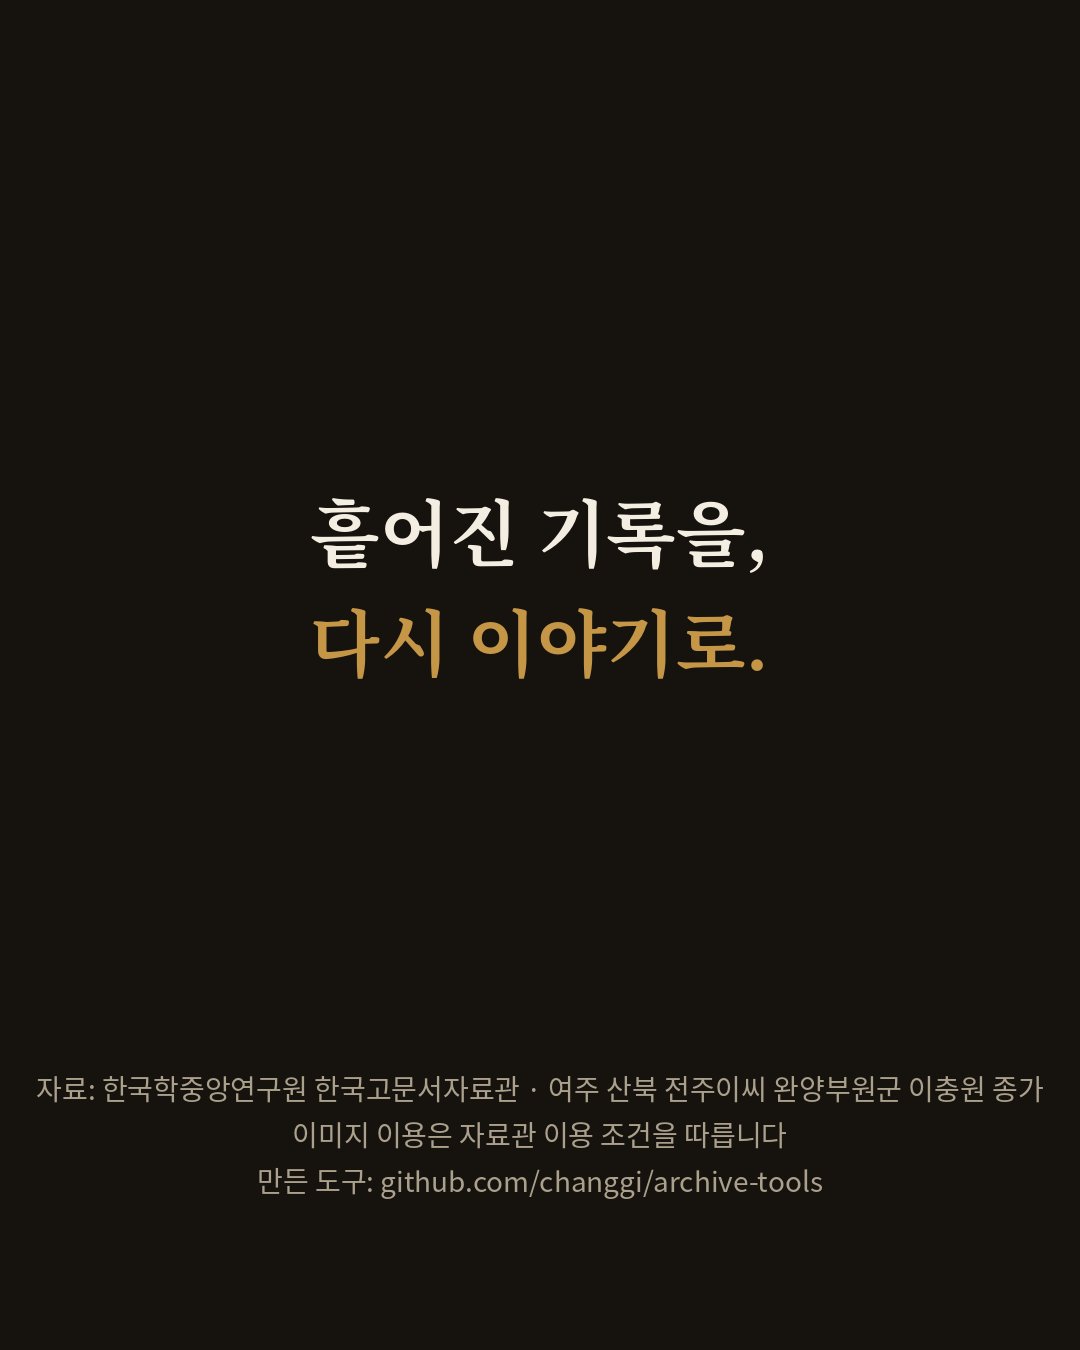 흩어진 기록을,
다시 이야기로.
자료: 한국학중앙연구원 한국고문서자료관 · 여주 산북 전주이씨 완양부원군 이충원 종가
이미지 이용은 자료관 이용 조건을 따릅니다
만든 도구: github.com/changgi/archive-tools